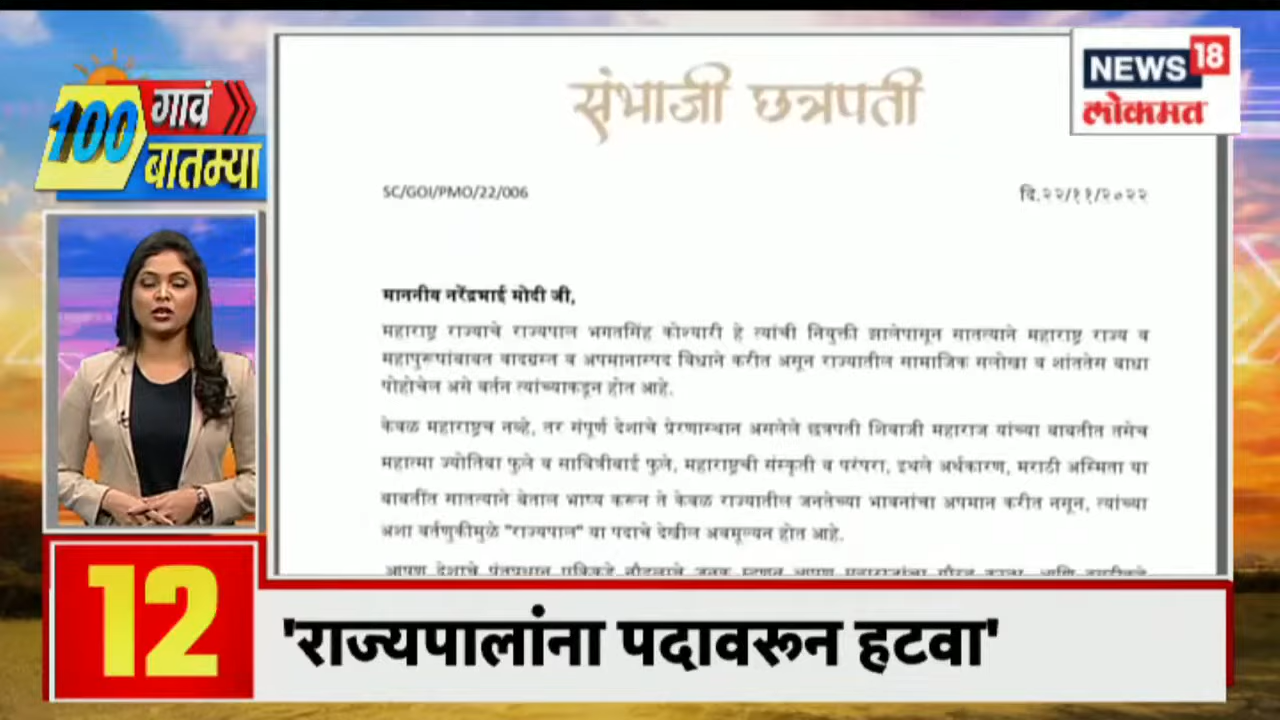 100 गावं
बातम्या
NEWS 18
लोकमत
संभाजी छत्रपती
SC/GOI/PMO/22/006
दि.२२/११/२०२२
माननीय नरेंद्रभाई मोदी जी,
महाराष्ट्र राज्याचे राज्यपाल भगतसिंह कोश्यारी हे त्यांची नियुक्ती झालेपासून सातत्याने महाराष्ट्र राज्य व
महापुरूषांबाबत वादग्रस्त व अपमानास्पद विधाने करीत असून राज्यातील सामाजिक सलोखा व शांततेस बाधा
पोहोचेल असे वर्तन त्यांच्याकडून होत आहे.
केवळ महाराष्ट्रच नव्हे, तर संपूर्ण देशाचे प्रेरणास्थान असलेले छत्रपती शिवाजी महाराज यांच्या बाबतीत तसेच
महात्मा ज्योतिबा फुले व सावित्रीबाई फुले, महाराष्ट्राची संस्कृती व परंपरा, इथले अर्थकारण, मराठी अस्मिता या
बाबतींत सातत्याने बेताल भाष्य करून ते केवळ राज्यातील जनतेच्या भावनांचा अपमान करीत नसून, त्यांच्या
अशा वर्तणुकीमुळे "राज्यपाल" या पदाचे देखील अवमूल्यन होत आहे.
आपण देशाचे पंतप्रधान
12
'राज्यपालांना पदावरून हटवा'